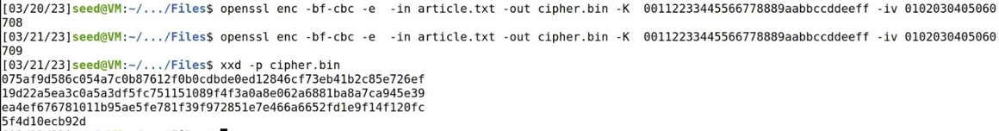 [03/20/23]seed@VM:~/.../Files$ openssl enc -bf-cbc -e  -in article.txt -out cipher.bin -K  00112233445566778889aabbccddeeff -iv 0102030405060
708
[03/21/23]seed@VM:~/.../Files$ openssl enc -bf-cbc -e  -in article.txt -out cipher.bin -K  00112233445566778889aabbccddeeff -iv 0102030405060
709
[03/21/23]seed@VM:~/.../Files$ xxd -p cipher.bin
075af9d586c054a7c0b87612f0b0cdbde0ed12846cf73eb41b2c85e726ef
19d22a5ea3c0a5a3df5fc751151089f4f3a0a8e062a6881ba8a7ca945e39
ea4ef676781011b95ae5fe781f39f972851e7e466a6652fd1e9f14f120fc
5f4d10ecb92d